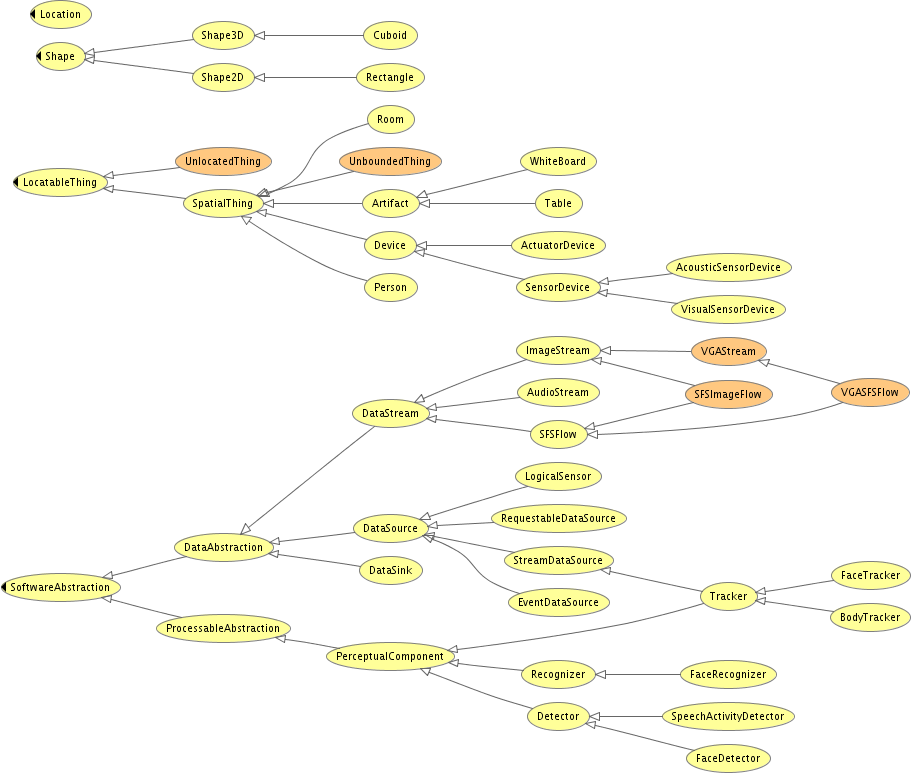 Location
Shape3D
Cuboid
Shape
Shape2D
Rectangle
Room
UnlocatedThing
UnboundedThing
WhiteBoard
LocatableThing
SpatialThing
Artifact
Table
Device
ActuatorDevice
AcousticSensorDevice
Person
SensorDevice
VisualSensorDevice
ImageStream
VGAStream
AudioStream
SFSImageFlow
VGASFSFlow
DataStream
SFSFlow
LogicalSensor
RequestableDataSource
DataSource
DataAbstraction
StreamDataSource
DataSink
FaceTracker
SoftwareAbstraction
Tracker
EventDataSource
BodyTracker
ProcessableAbstraction
PerceptualComponent
Recognizer
FaceRecognizer
Detector
SpeechActivityDetector
FaceDetector